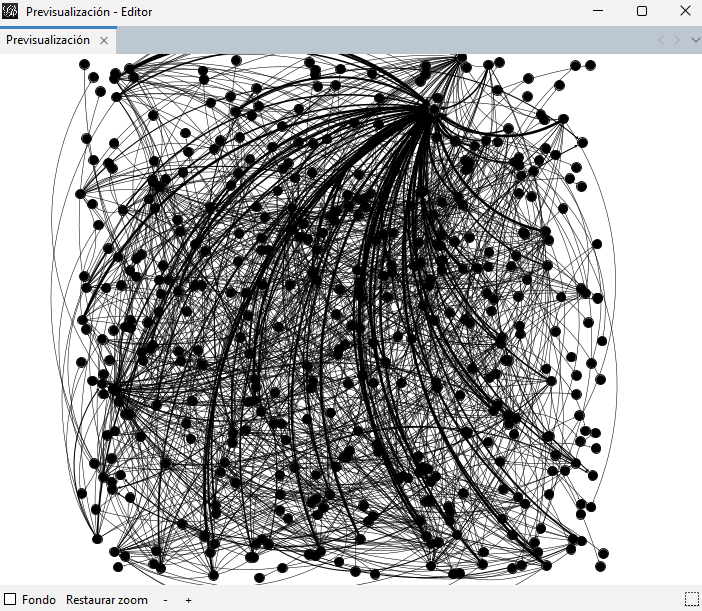 Previsualización - Editor
Previsualización
Fondo Restaurar zoom - +